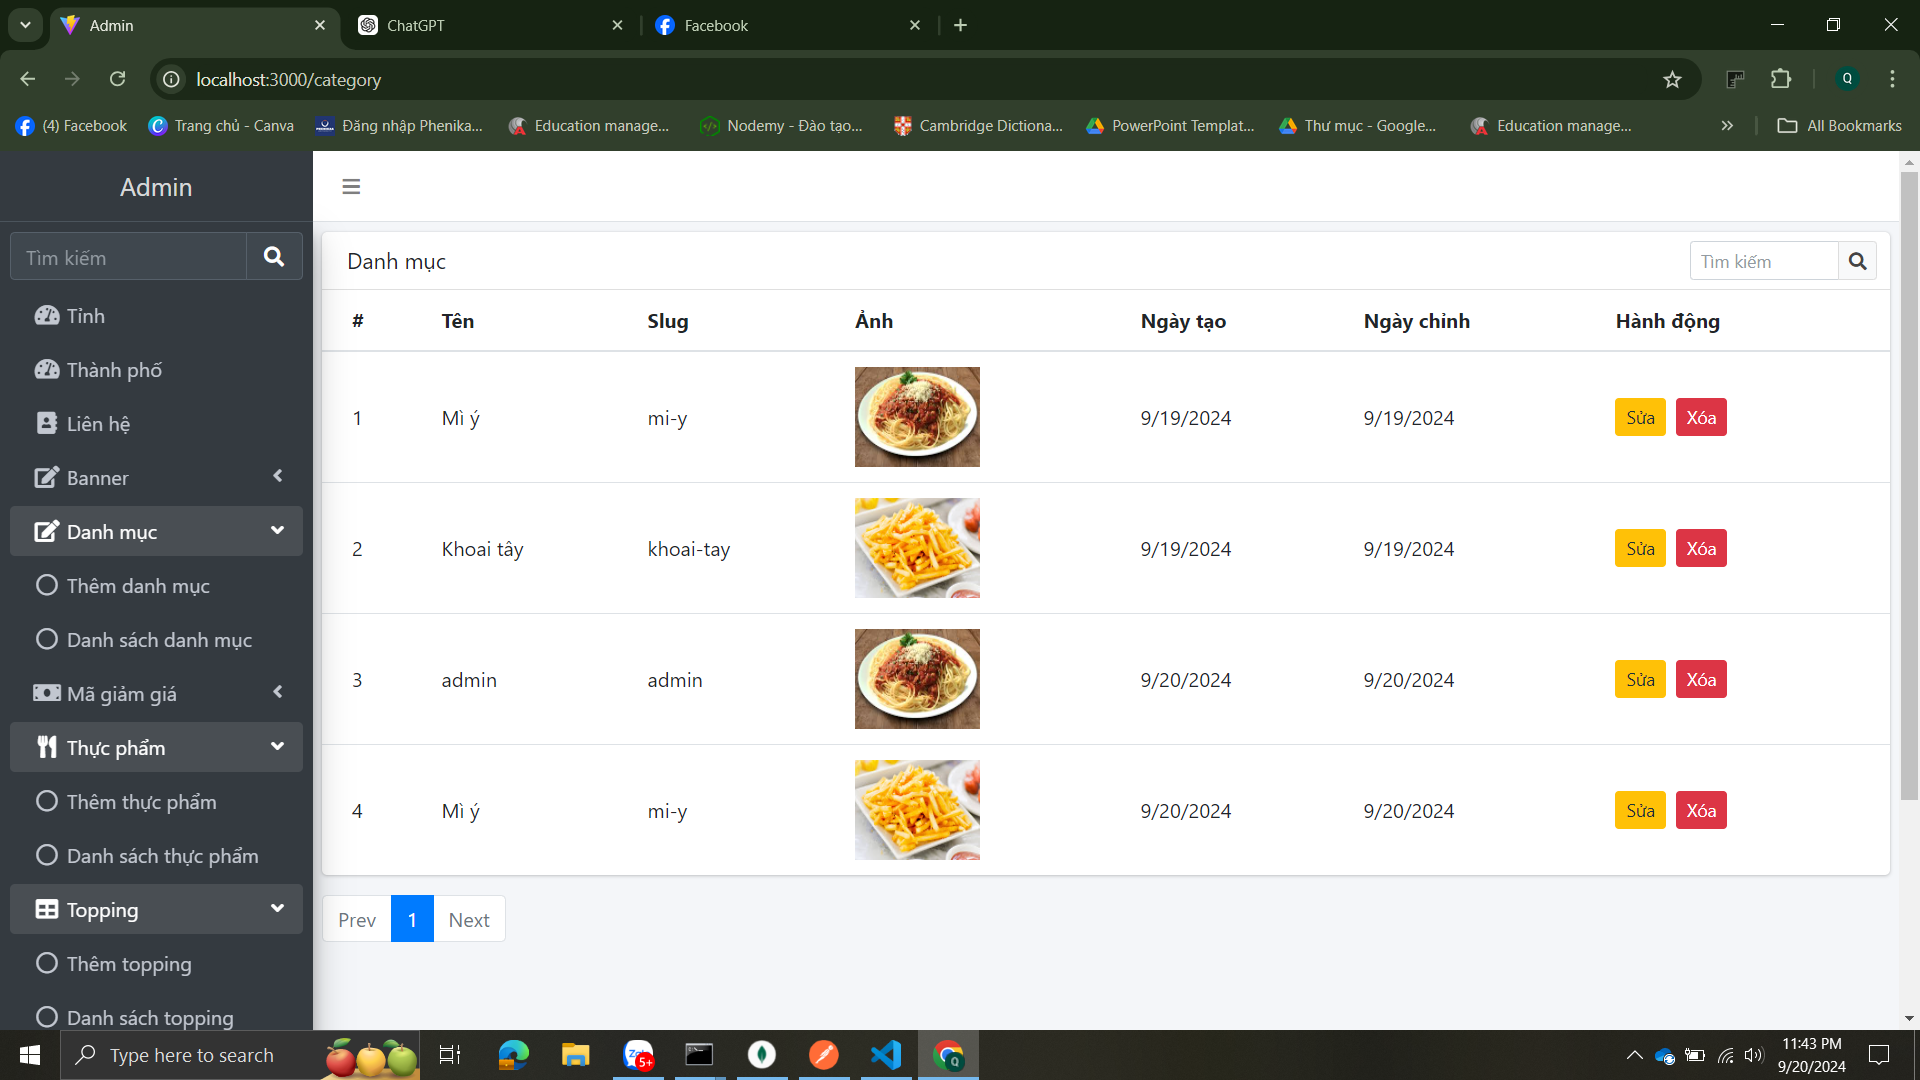 Admin
ChatGPT
Facebook
localhost:3000/category
Q
(4) Facebook
Trang chủ - Canva
Đăng nhập Phenika...
Education manage...
Nodemy - Đào tạo...
Cambridge Dictiona...
PowerPoint Templat...
Thư mục - Google...
Education manage...
All Bookmarks
Admin
Tìm kiếm
Tỉnh
Thành phố
Liên hệ
Banner
Danh mục
Thêm danh mục
Danh sách danh mục
Mã giảm giá
Thực phẩm
Thêm thực phẩm
Danh sách thực phẩm
Topping
Thêm topping
Danh sách topping
Danh mục
Tìm kiếm
# Tên Slug Ảnh Ngày tạo Ngày chỉnh Hành động
1 Mì ý mi-y 9/19/2024 9/19/2024 Sửa Xóa
2 Khoai tây khoai-tay 9/19/2024 9/19/2024 Sửa Xóa
3 admin admin 9/20/2024 9/20/2024 Sửa Xóa
4 Mì ý mi-y 9/20/2024 9/20/2024 Sửa Xóa
Prev 1 Next
Type here to search
5+
Q
11:43 PM
9/20/2024